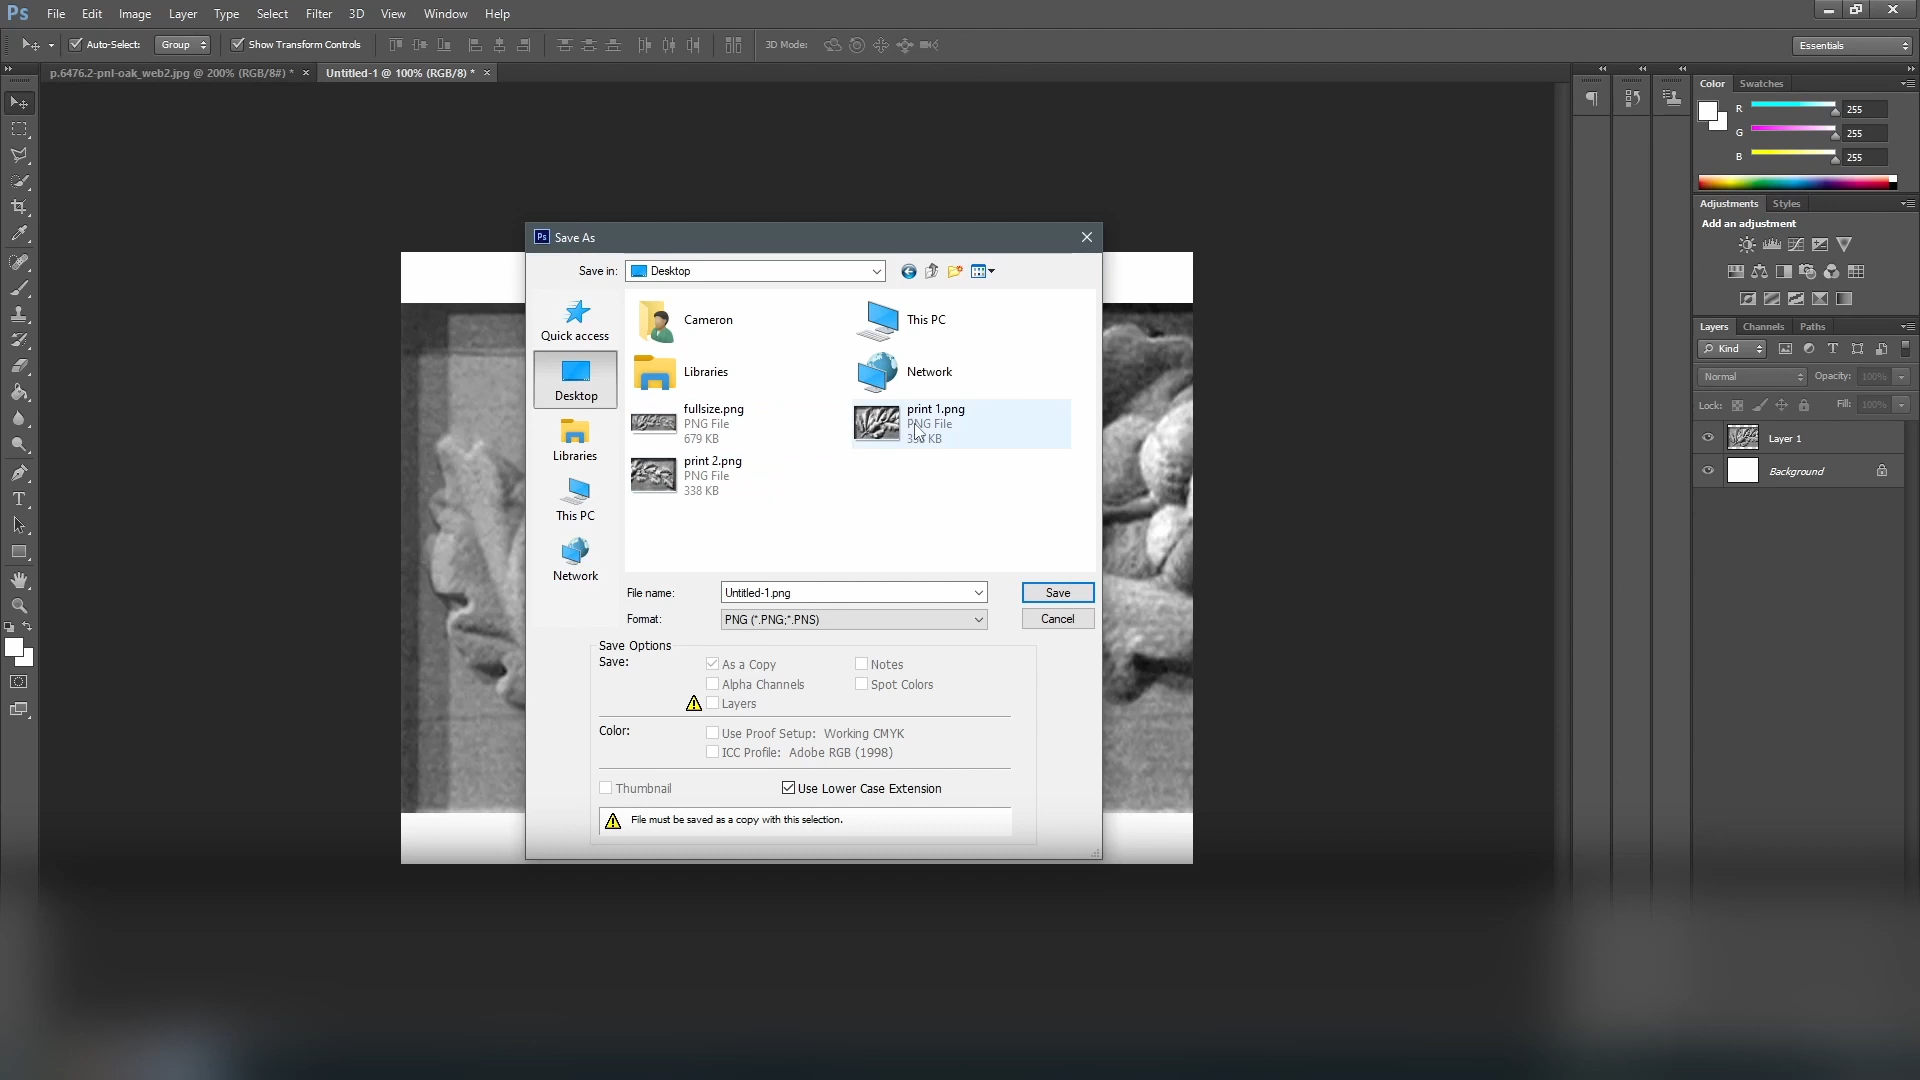 Ps File Edit Image Layer Type Select Filter 3D View Window Help
Auto-Select: Group Show Transform Controls 3D Mode: Essentials
p.6476.2-pnl-oak_web2.jpg @ 200% (RGB/8#) * × Untitled-1 @ 100% (RGB/8) * ×
Color Swatches
R 255
G 255
B 255
Adjustments Styles
Add an adjustment
Layers Channels Paths
Kind
Normal Opacity: 100%
Lock: Fill: 100%
Layer 1
Background
Ps Save As
Save in: Desktop
Quick access
Desktop
Libraries
This PC
Network
Cameron
This PC
Libraries
Network
fullsize.png
PNG File
679 KB
print 1.png
PNG File
KB
print 2.png
PNG File
338 KB
File name: Untitled-1.png Save
Format: PNG (*.PNG;*.PNS) Cancel
Save Options
Save: As a Copy Notes
Alpha Channels Spot Colors
Layers
Color: Use Proof Setup: Working CMYK
ICC Profile: Adobe RGB (1998)
Thumbnail Use Lower Case Extension
File must be saved as a copy with this selection.